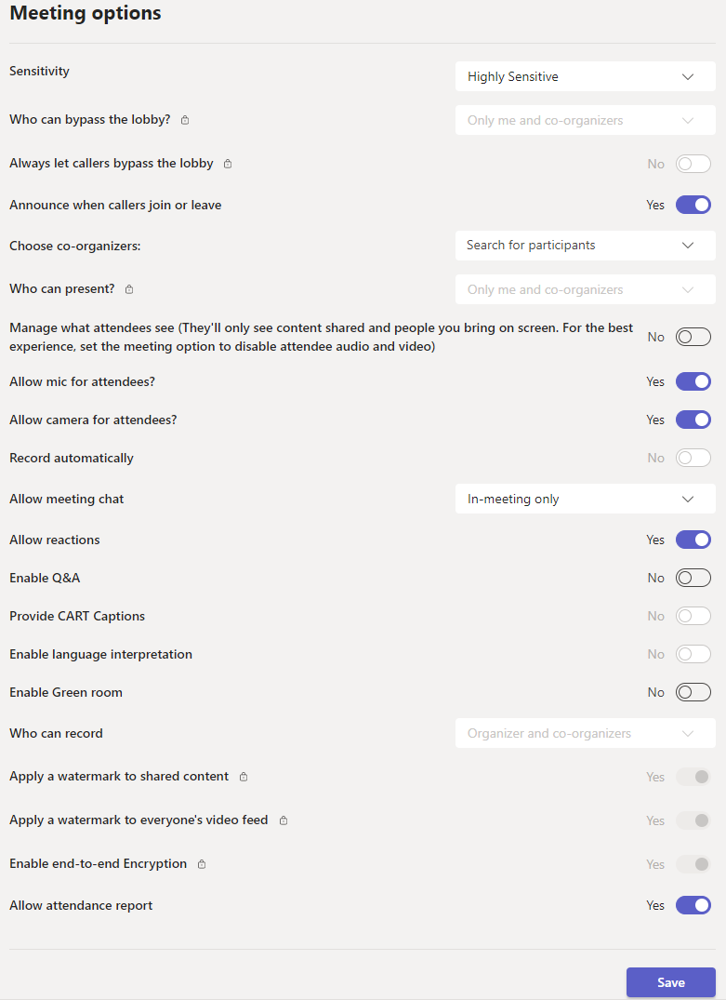 Meeting options
Sensitivity
Highly Sensitive
Who can bypass the lobby?
Only me and co-organizers
Always let callers bypass the lobby
No
Announce when callers join or leave
Yes
Choose co-organizers:
Search for participants
Who can present?
Only me and co-organizers
Manage what attendees see (They'll only see content shared and people you bring on screen. For the best
experience, set the meeting option to disable attendee audio and video)
No
Allow mic for attendees?
Yes
Allow camera for attendees?
Yes
Record automatically
No
Allow meeting chat
In-meeting only
Allow reactions
Yes
Enable Q&A
No
Provide CART Captions
No
Enable language interpretation
No
Enable Green room
No
Who can record
Organizer and co-organizers
Apply a watermark to shared content
Yes
Apply a watermark to everyone's video feed
Yes
Enable end-to-end Encryption
Yes
Allow attendance report
Yes
Save